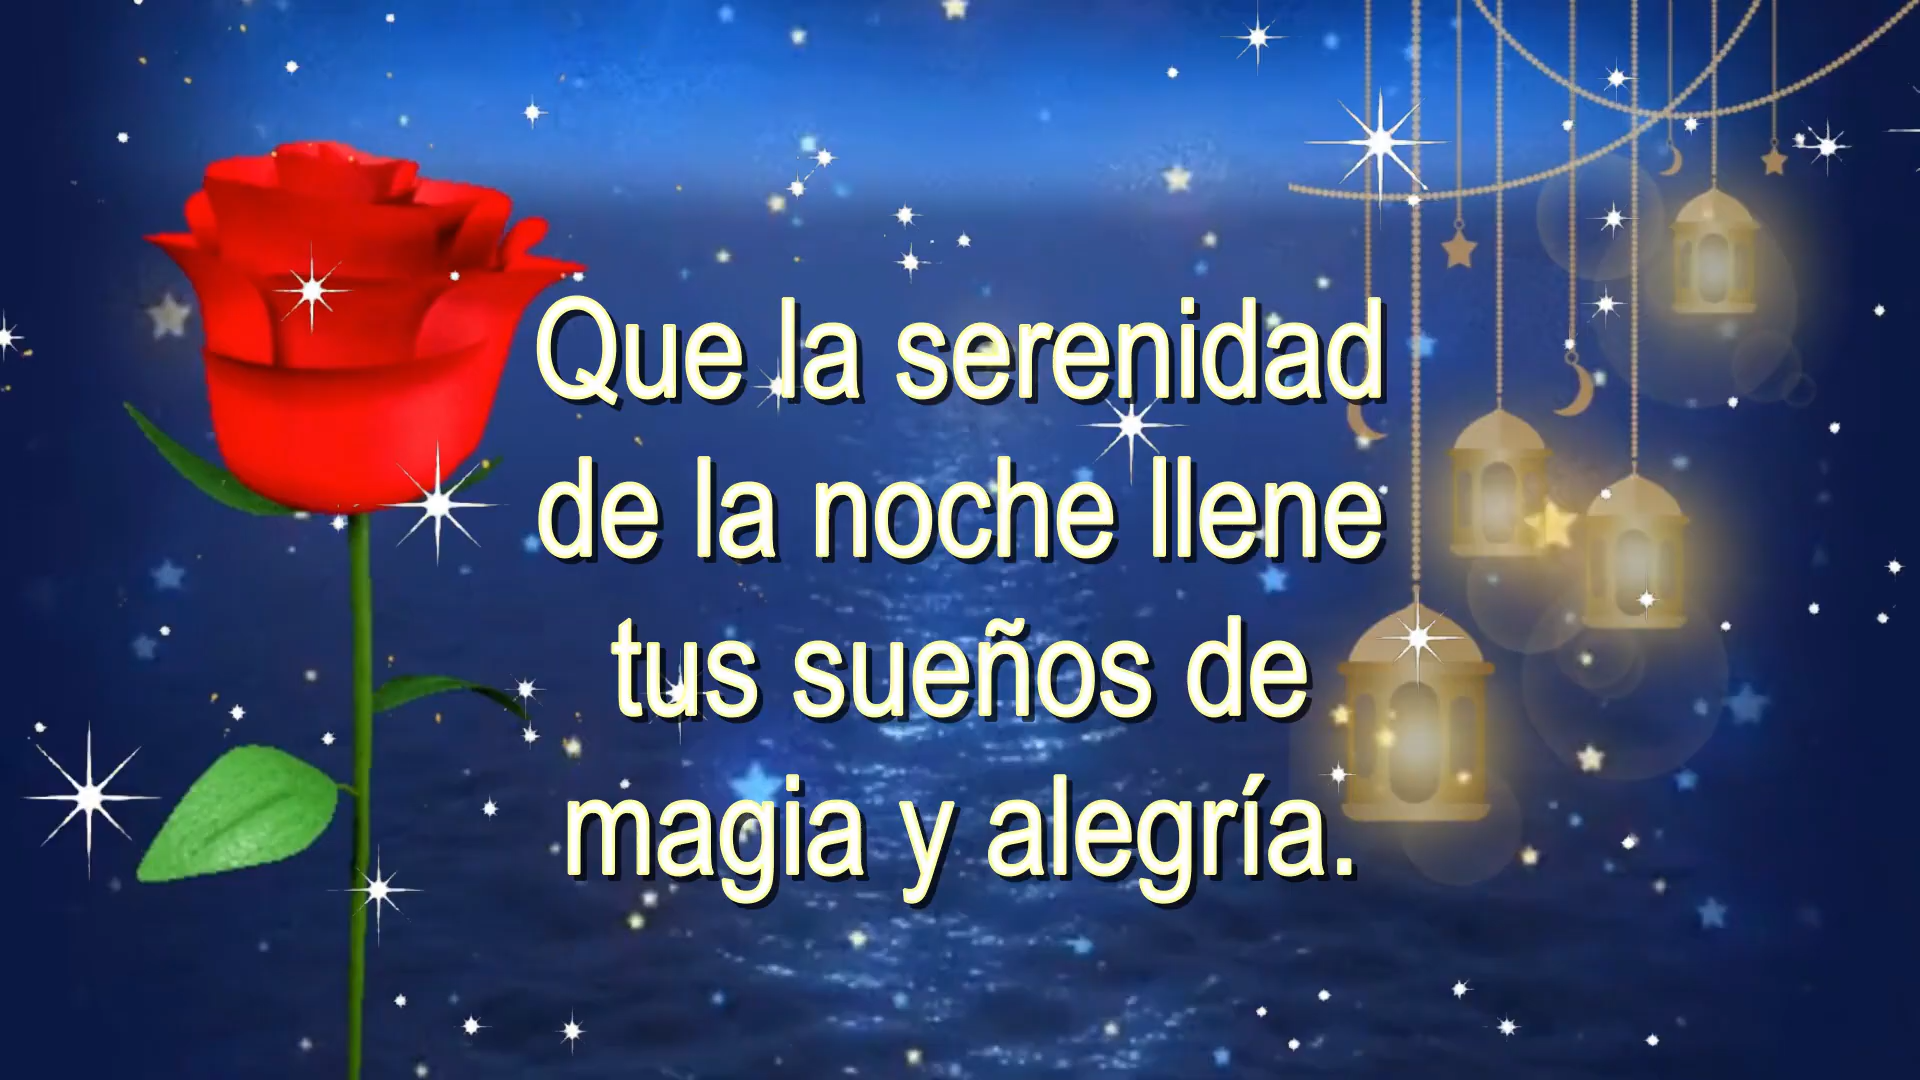 Que la serenidad
de la noche llene
tus sueños de
magia y alegría.